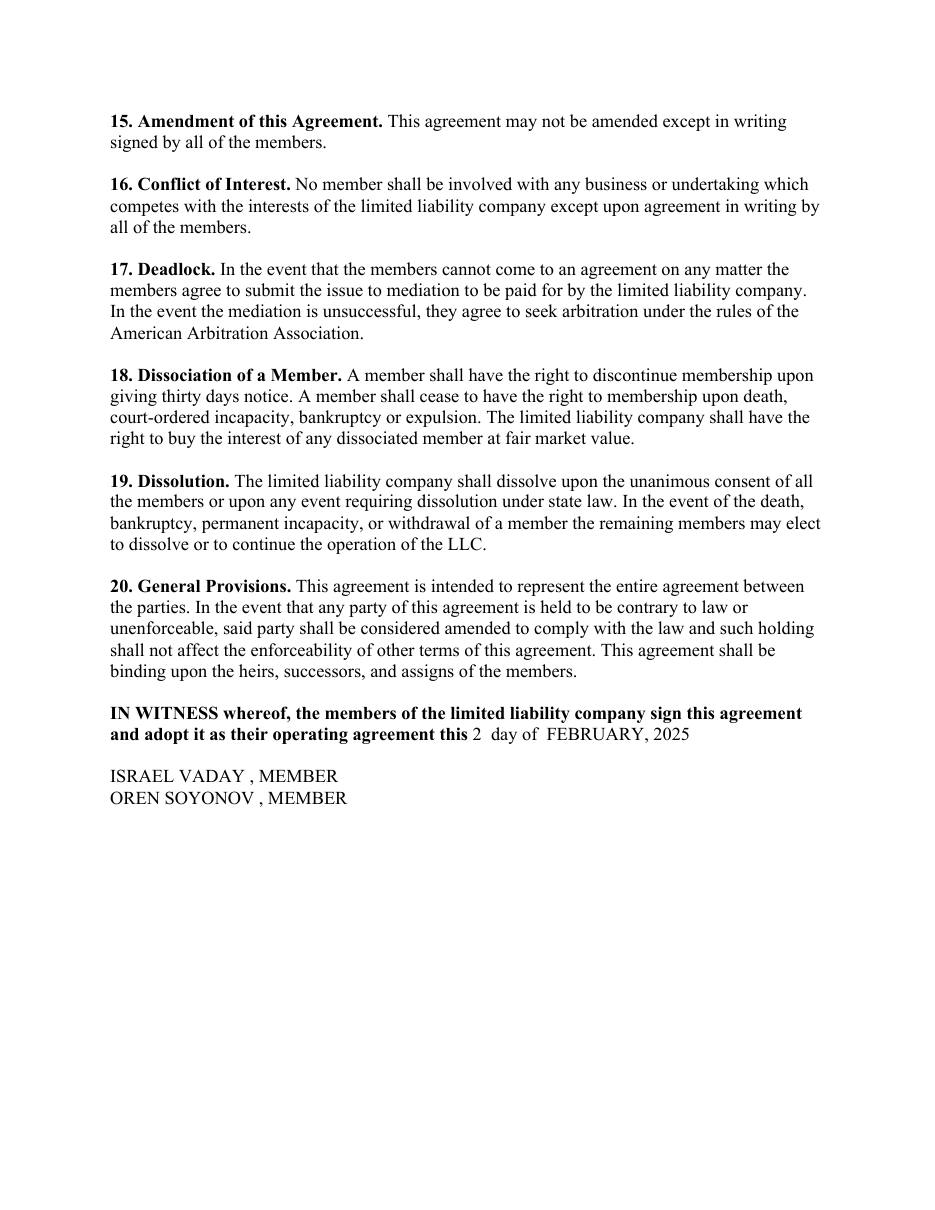 15. Amendment of this Agreement. This agreement may not be amended except in writing
signed by all of the members.
16. Conflict of Interest. No member shall be involved with any business or undertaking which
competes with the interests of the limited liability company except upon agreement in writing by
all of the members.
17. Deadlock. In the event that the members cannot come to an agreement on any matter the
members agree to submit the issue to mediation to be paid for by the limited liability company.
In the event the mediation is unsuccessful, they agree to seek arbitration under the rules of the
American Arbitration Association.
18. Dissociation of a Member. A member shall have the right to discontinue membership upon
giving thirty days notice. A member shall cease to have the right to membership upon death,
court-ordered incapacity, bankruptcy or expulsion. The limited liability company shall have the
right to buy the interest of any dissociated member at fair market value.
19. Dissolution. The limited liability company shall dissolve upon the unanimous consent of all
the members or upon any event requiring dissolution under state law. In the event of the death,
bankruptcy, permanent incapacity, or withdrawal of a member the remaining members may elect
to dissolve or to continue the operation of the LLC.
20. General Provisions. This agreement is intended to represent the entire agreement between
the parties. In the event that any party of this agreement is held to be contrary to law or
unenforceable, said party shall be considered amended to comply with the law and such holding
shall not affect the enforceability of other terms of this agreement. This agreement shall be
binding upon the heirs, successors, and assigns of the members.
IN WITNESS whereof, the members of the limited liability company sign this agreement
and adopt it as their operating agreement this 2 day of FEBRUARY, 2025
ISRAEL VADAY , MEMBER
OREN SOYONOV , MEMBER